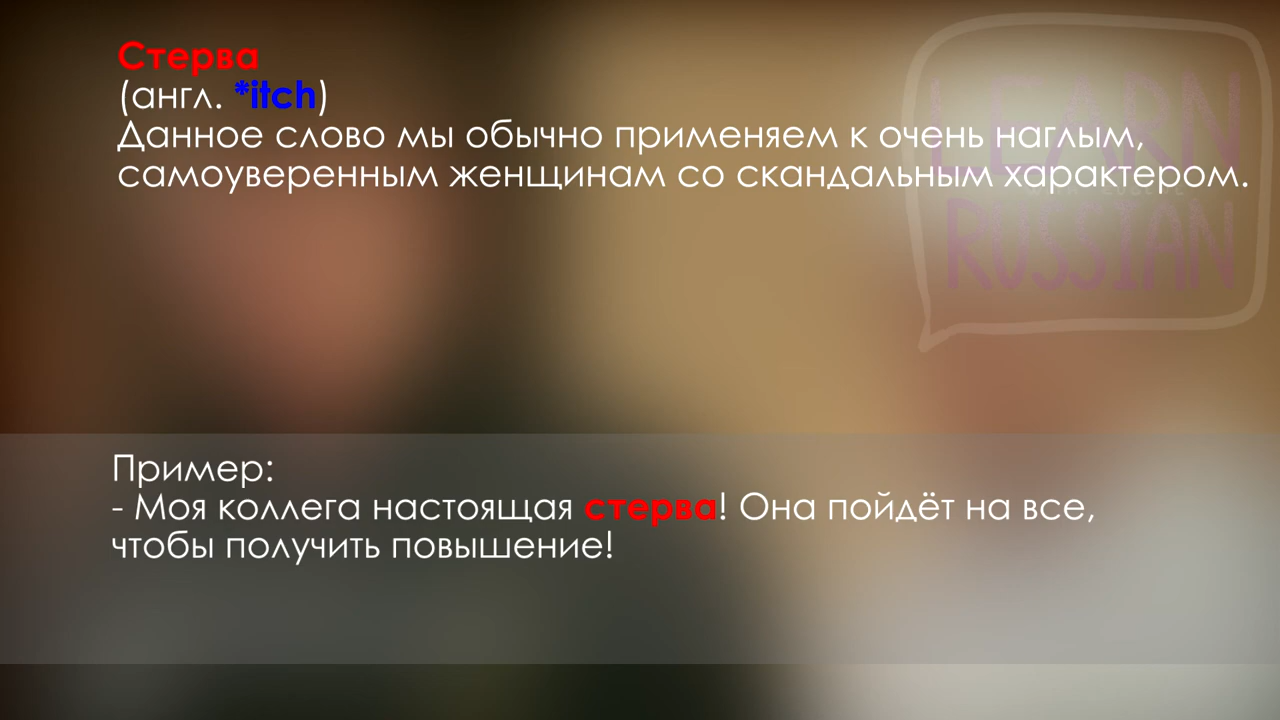 Стерва
(англ. *itch)
Данное слово мы обычно применяем к очень наглым,
самоуверенным женщинам со скандальным характером.
LEARN
RUSSIAN
Пример:
- Моя коллега настоящая стерва! Она пойдёт на все,
чтобы получить повышение!